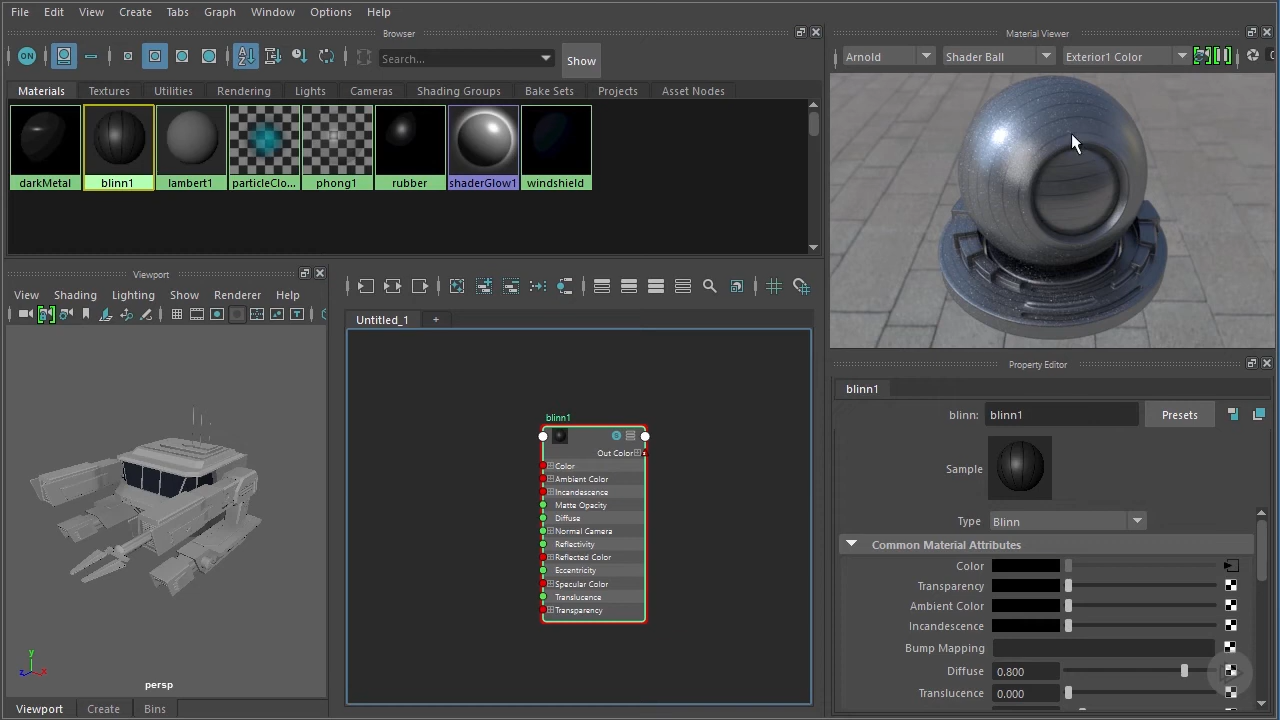 File Edit View Create Tabs Graph Window Options Help
Browser
Material Viewer
ON
Search...
Show
Arnold
Shader Ball
Exterior1 Color
Materials Textures Utilities Rendering Lights Cameras Shading Groups Bake Sets Projects Asset Nodes
darkMetal blinn1 lambert1 particleClo... phong1 rubber shaderGlow1 windshield
Viewport
View Shading Lighting Show Renderer Help
Untitled_1 +
blinn1
Out Color
Color
Ambient Color
Incandescence
Matte Opacity
Diffuse
Normal Camera
Reflectivity
Reflected Color
Eccentricity
Specular Color
Translucence
Transparency
y
z x
persp
Viewport Create Bins
Property Editor
blinn1
blinn: blinn1 Presets
Sample
Type Blinn
Common Material Attributes
Color
Transparency
Ambient Color
Incandescence
Bump Mapping
Diffuse 0.800
Translucence 0.000